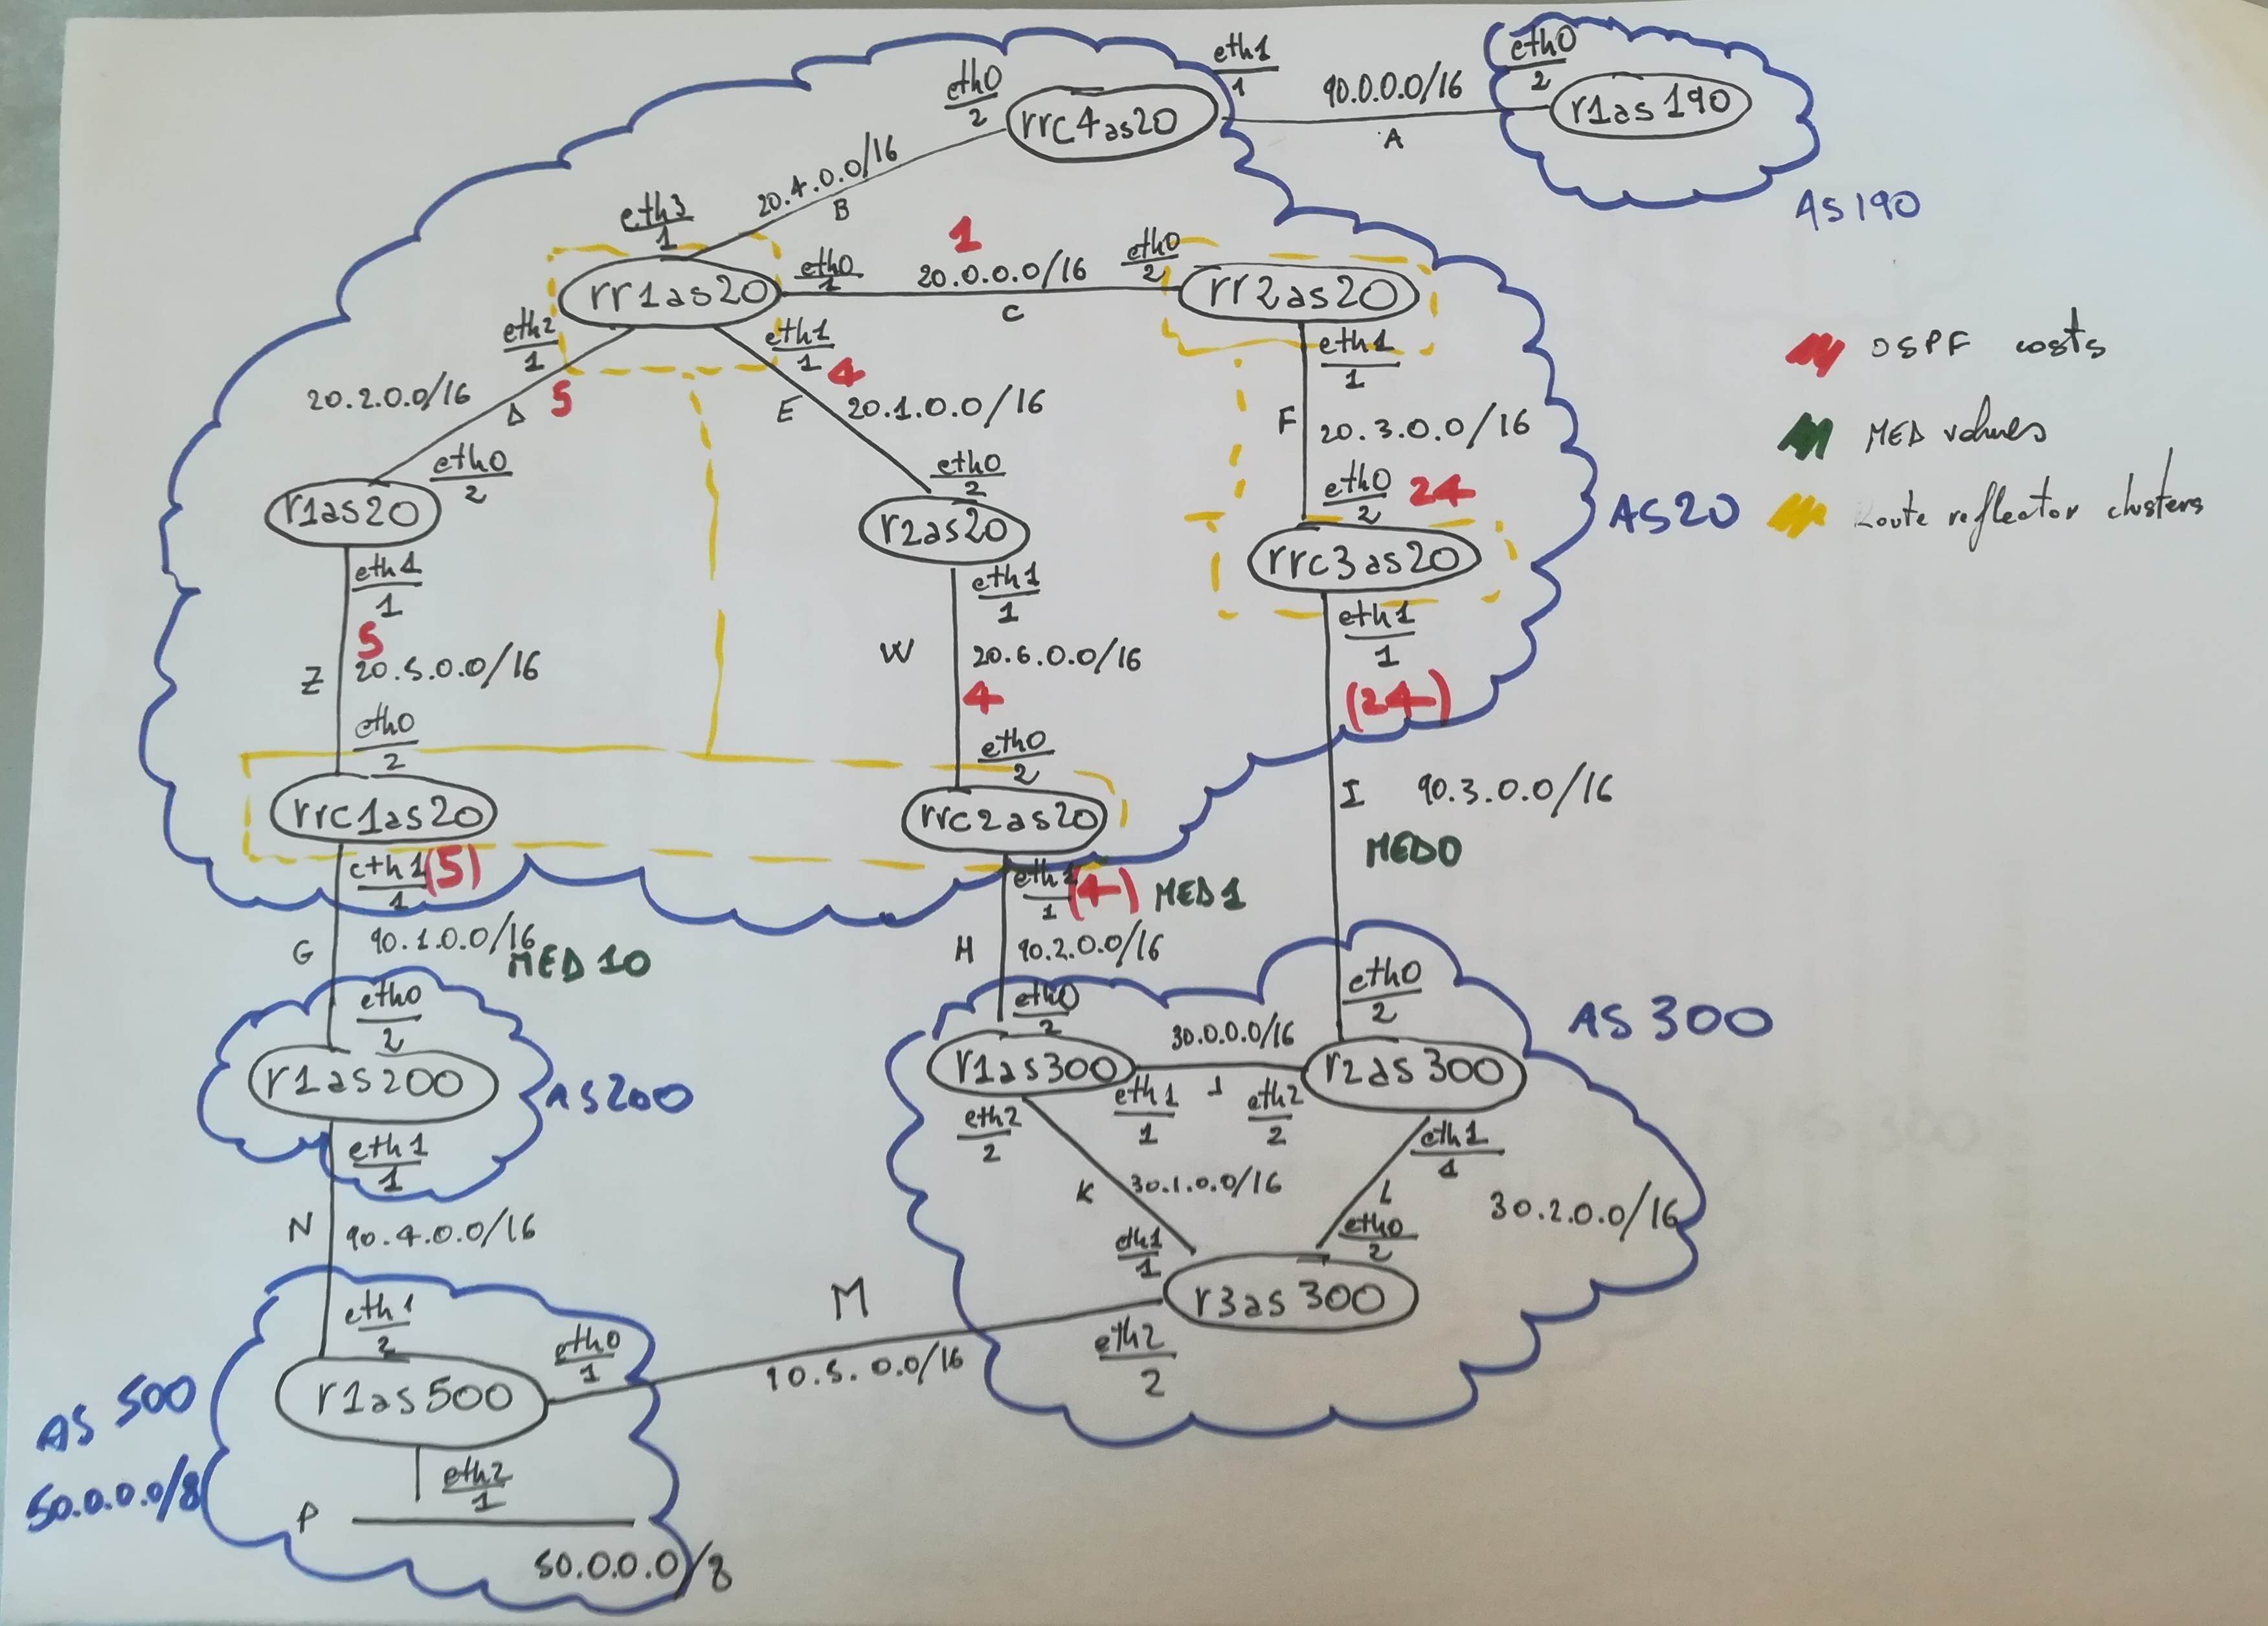 eth1
1
90.0.0.0/16
A
eth0
2
r1as190
AS190
eth0
2
rrc4as20
20.4.0.0/16
B
eth3
1
rr1as20
eth0
1
1
20.0.0.0/16
C
eth0
2
rr2as20
eth2
1
20.2.0.0/16
D
5
eth1
1
4
E
20.1.0.0/16
eth1
1
F
20.3.0.0/16
OSPF costs
MED values
Route reflector clusters
eth0
2
r1as20
eth0
2
r2as20
eth0
2
24
rrc3as20
AS20
eth1
1
5
Z
20.5.0.0/16
eth0
2
rrc1as20
eth1
1
W
20.6.0.0/16
4
eth0
2
rrc2as20
eth1
1
(24)
I
90.3.0.0/16
MED0
eth1
1
(5)
G
90.1.0.0/16
MED10
eth1
1
(4)
MED1
H
90.2.0.0/16
eth0
2
r1as200
AS200
eth1
1
N
90.4.0.0/16
eth0
2
r1as300
30.0.0.0/16
eth1
1
J
eth2
2
eth0
2
r2as300
AS300
eth2
2
K
30.1.0.0/16
eth1
1
L
30.2.0.0/16
eth1
1
eth0
2
r3as300
eth2
2
M
90.5.0.0/16
eth1
2
eth0
1
r1as500
AS500
50.0.0.0/8
eth2
1
P
50.0.0.0/8